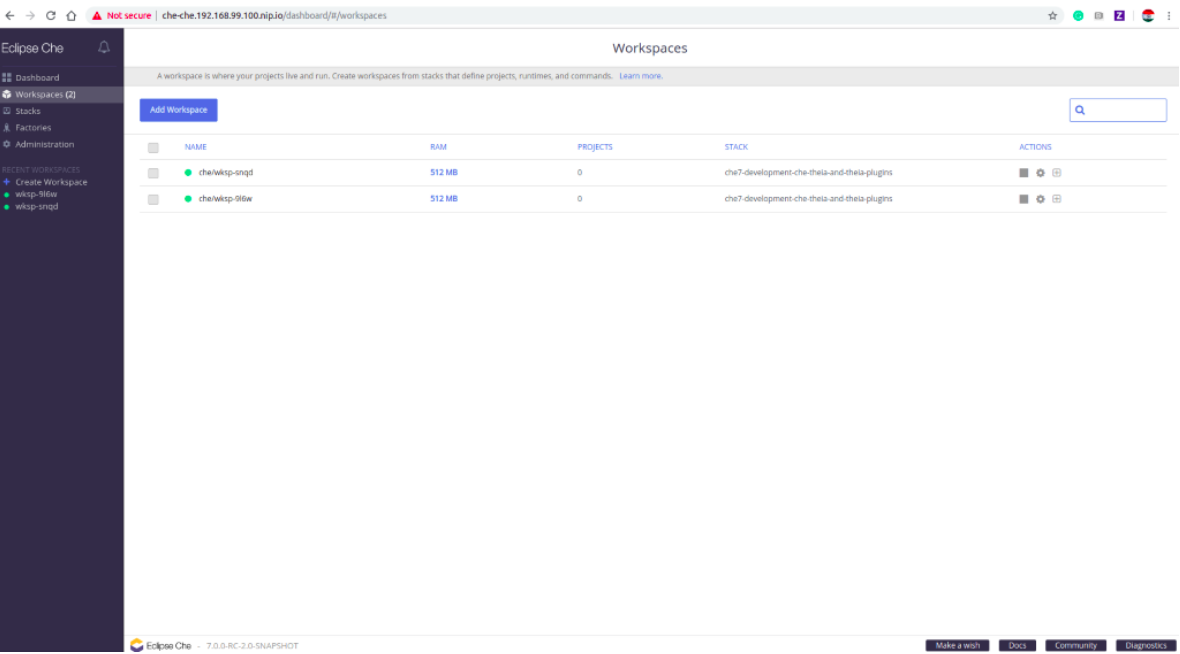 Not secure | che-che.192.168.99.100.nip.io/dashboard/#/workspaces
Z
Eclipse Che
Workspaces
Dashboard
A workspace is where your projects live and run. Create workspaces from stacks that define projects, runtimes, and commands. Learn more.
Workspaces (2)
Stacks
Factories
Administration
RECENT WORKSPACES
Create Workspace
wksp-9l6w
wksp-snqd
Add Workspace
NAME RAM PROJECTS STACK ACTIONS
che/wksp-snqd 512 MB 0 che7-development-che-theia-and-theia-plugins
che/wksp-9l6w 512 MB 0 che7-development-che-theia-and-theia-plugins
Eclipse Che - 7.0.0-RC-2.0-SNAPSHOT
Make a wish Docs Community Diagnostics